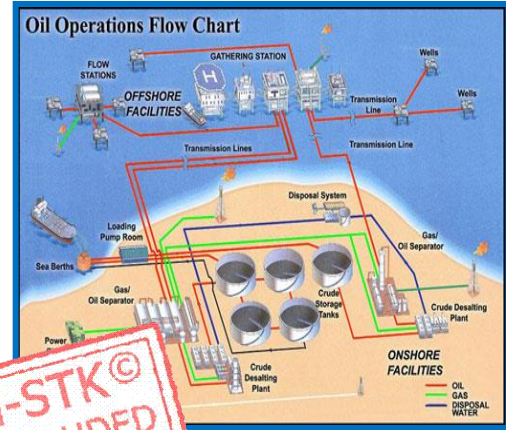 Oil Operations Flow Chart
FLOW
STATIONS
GATHERING STATION
Wells
OFFSHORE
FACILITIES
Transmission
Line
Wells
Transmission Lines
Transmission Line
Disposal System
Loading
Pump Room
Gas/
Oil Separator
Sea Berths
Gas/
Oil Separator
Crude
Storage
Tanks
Crude Desalting
Plant
Power
Crude
Desalting
Plant
ONSHORE
FACILITIES
OIL
GAS
DISPOSAL
WATER
-STK©
H